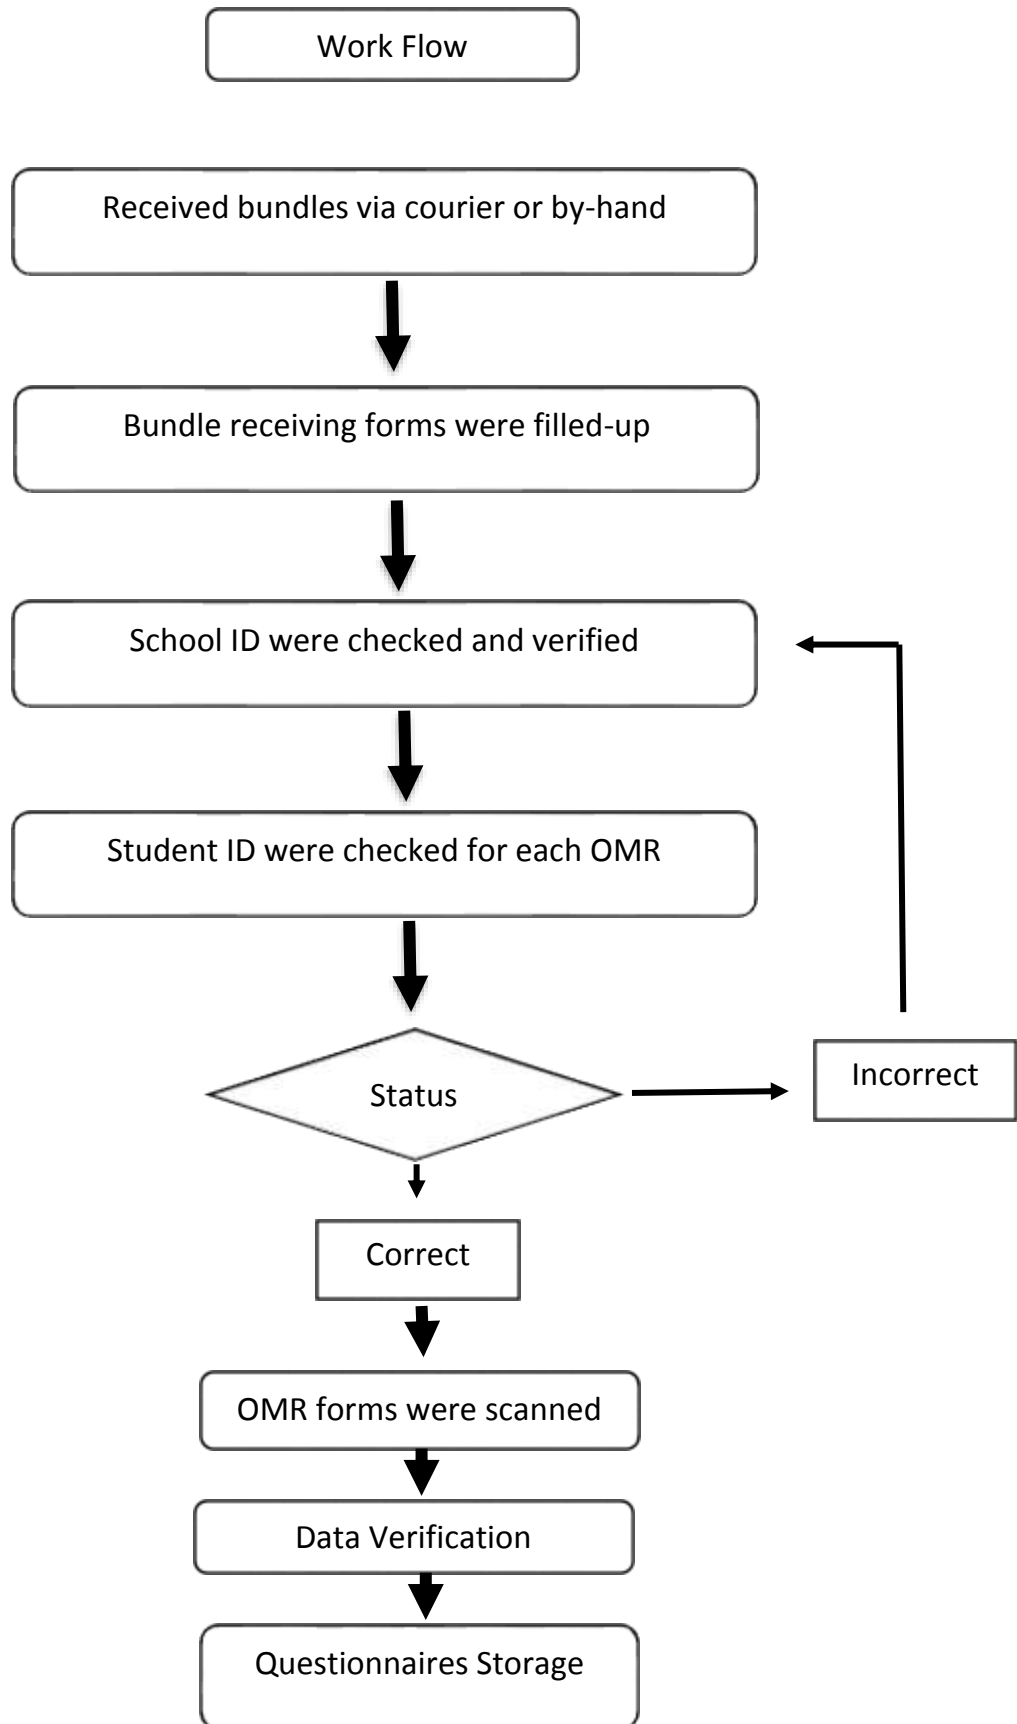 Work Flow
Received bundles via courier or by-hand
Bundle receiving forms were filled-up
School ID were checked and verified
Student ID were checked for each OMR
Status
Incorrect
Correct
OMR forms were scanned
Data Verification
Questionnaires Storage